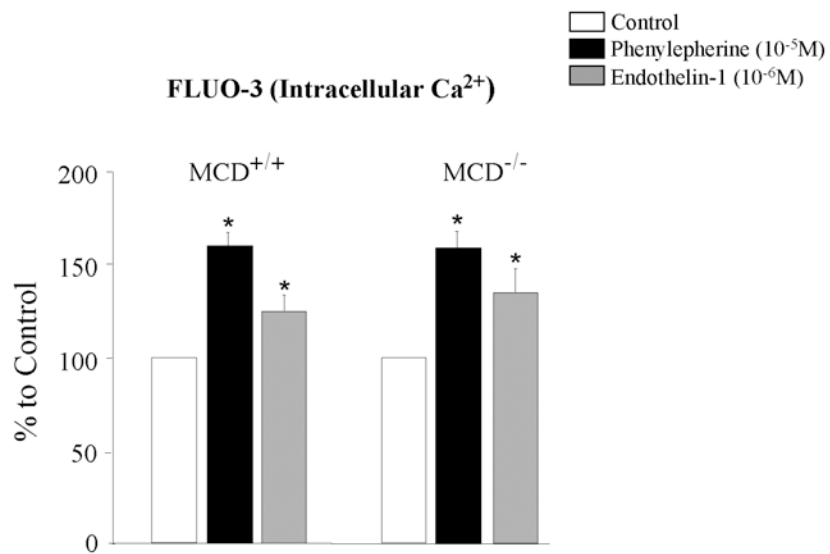 Control
Phenylepherine (10⁻⁵M)
Endothelin-1 (10⁻⁶M)
FLUO-3 (Intracellular Ca²⁺)
MCD⁺/⁺ MCD⁻/⁻
200
150
100
50
0
% to Control
* *
* *